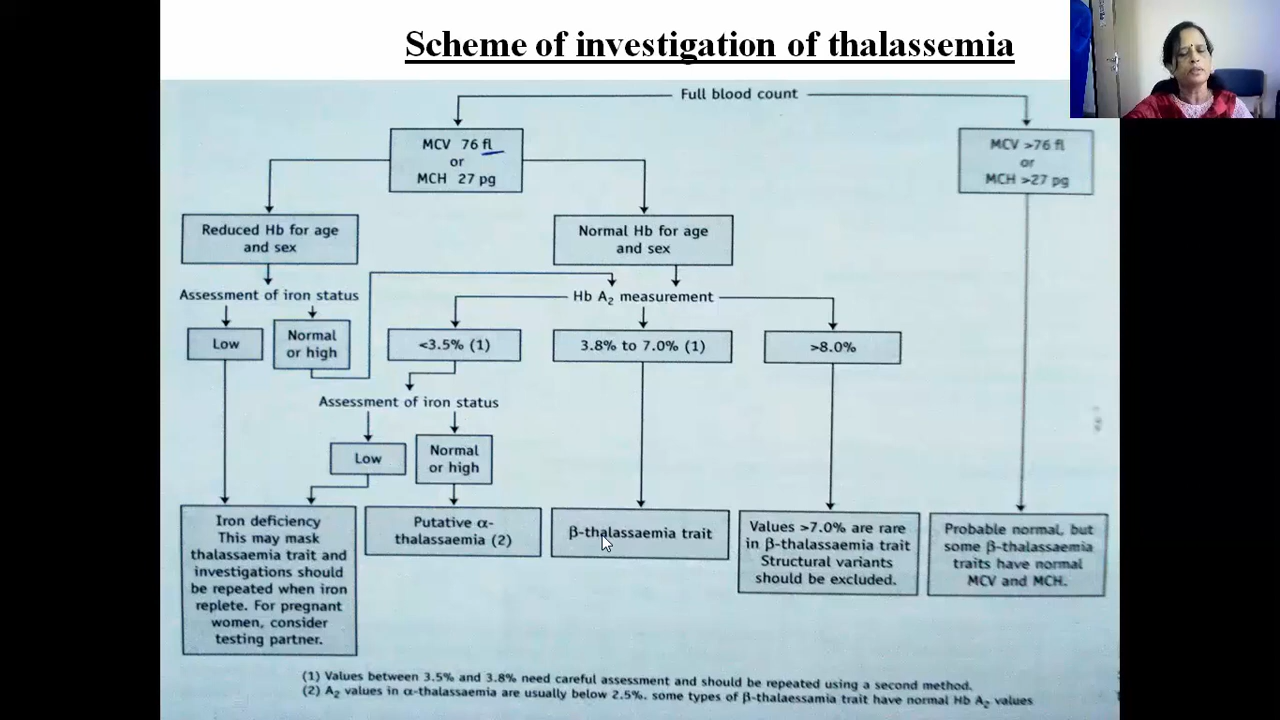 Scheme of investigation of thalassemia
Full blood count
MCV 76 fl
or
MCH 27 pg
MCV >76 fl
or
MCH >27 pg
Reduced Hb for age
and sex
Normal Hb for age
and sex
Assessment of iron status
Hb A₂ measurement
Low
Normal
or high
<3.5% (1)
3.8% to 7.0% (1)
>8.0%
Assessment of iron status
Low
Normal
or high
Iron deficiency
This may mask
thalassaemia trait and
investigations should
be repeated when iron
replete. For pregnant
women, consider
testing partner.
Putative α-
thalassaemia (2)
β-thalassaemia trait
Values >7.0% are rare
in β-thalassaemia trait
Structural variants
should be excluded.
Probable normal, but
some β-thalassaemia
traits have normal
MCV and MCH.
(1) Values between 3.5% and 3.8% need careful assessment and should be repeated using a second method.
(2) A₂ values in α-thalassaemia are usually below 2.5%. some types of β-thalaessamia trait have normal Hb A₂ values